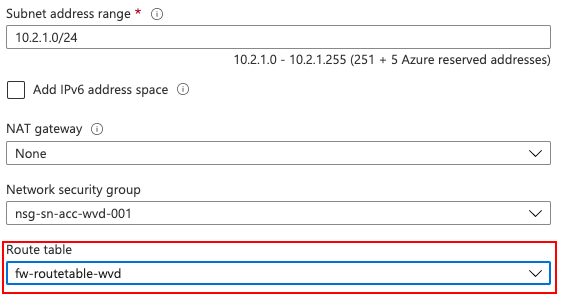 Subnet address range *
10.2.1.0/24
10.2.1.0 - 10.2.1.255 (251 + 5 Azure reserved addresses)
Add IPv6 address space
NAT gateway
None
Network security group
nsg-sn-acc-wvd-001
Route table
fw-routetable-wvd